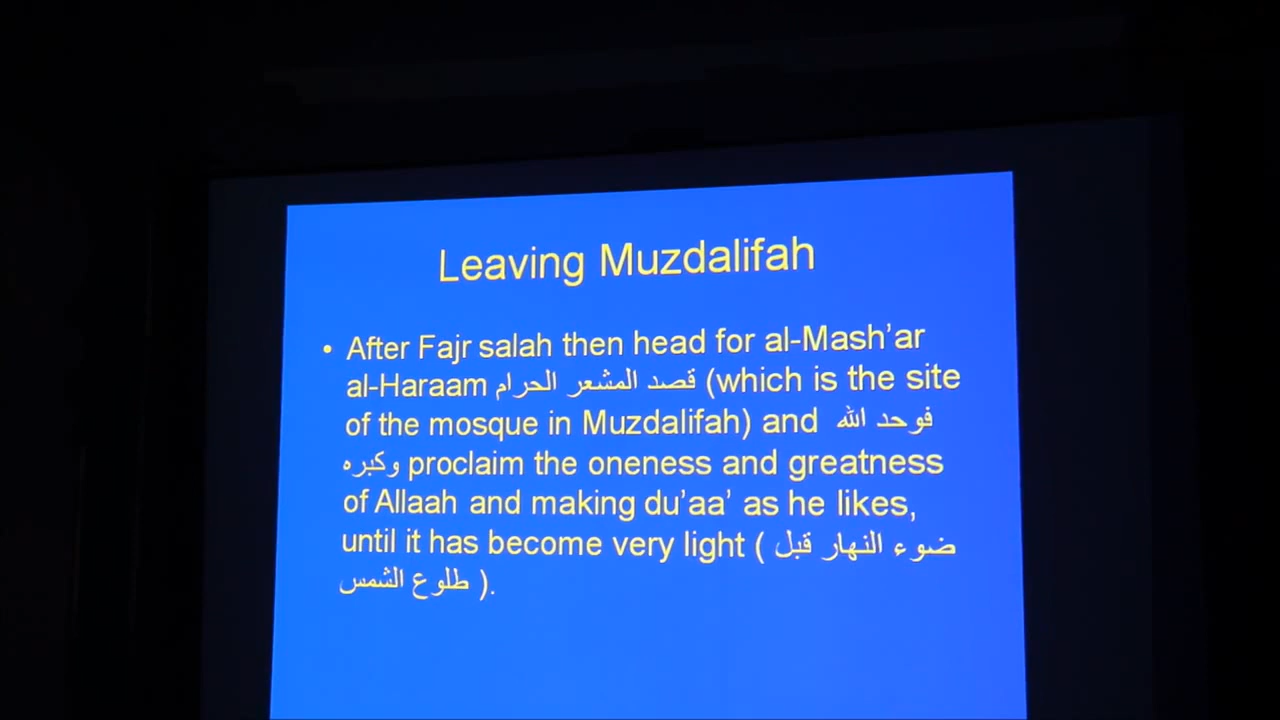 Leaving Muzdalifah
• After Fajr salah then head for al-Mash’ar
al-Haraam قصد المشعر الحرام (which is the site
of the mosque in Muzdalifah) and فوحد الله
وكبره proclaim the oneness and greatness
of Allaah and making du’aa’ as he likes,
until it has become very light ( ضوء النهار قبل
طلوع الشمس ).